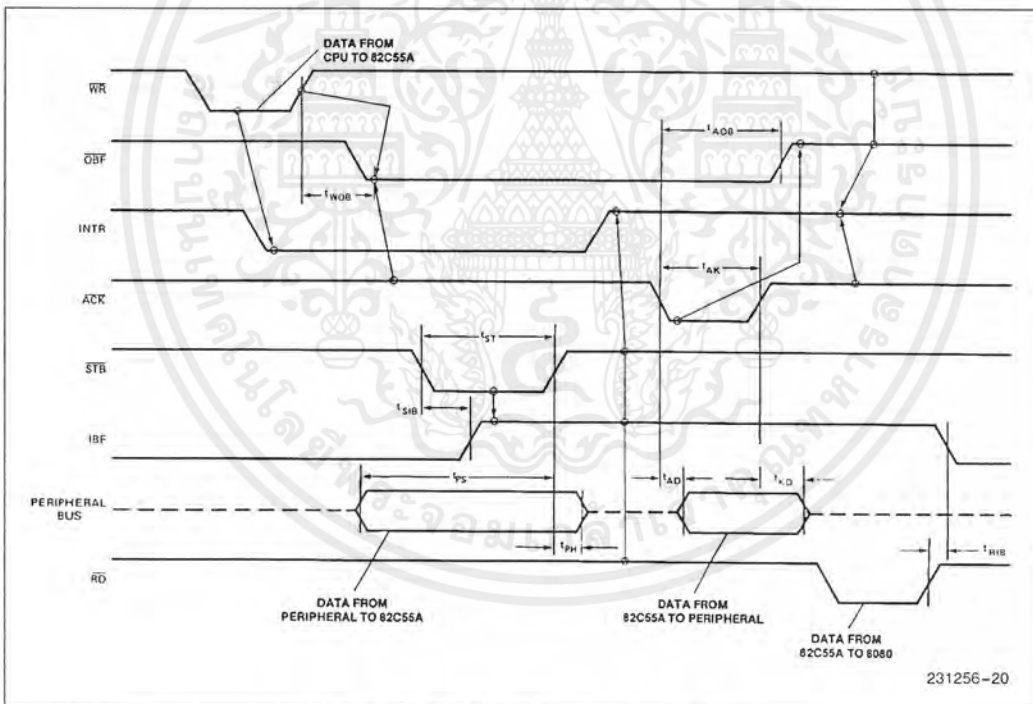 DATA FROM
CPU TO 82C55A
WR
tAOB
OBF
tWOB
INTR
tAK
ACK
tST
STB
tSIB
IBF
tPS
tAD
tKD
PERIPHERAL
BUS
tPH
tRIB
RD
DATA FROM
PERIPHERAL TO 82C55A
DATA FROM
82C55A TO PERIPHERAL
DATA FROM
82C55A TO 8080
231256-20